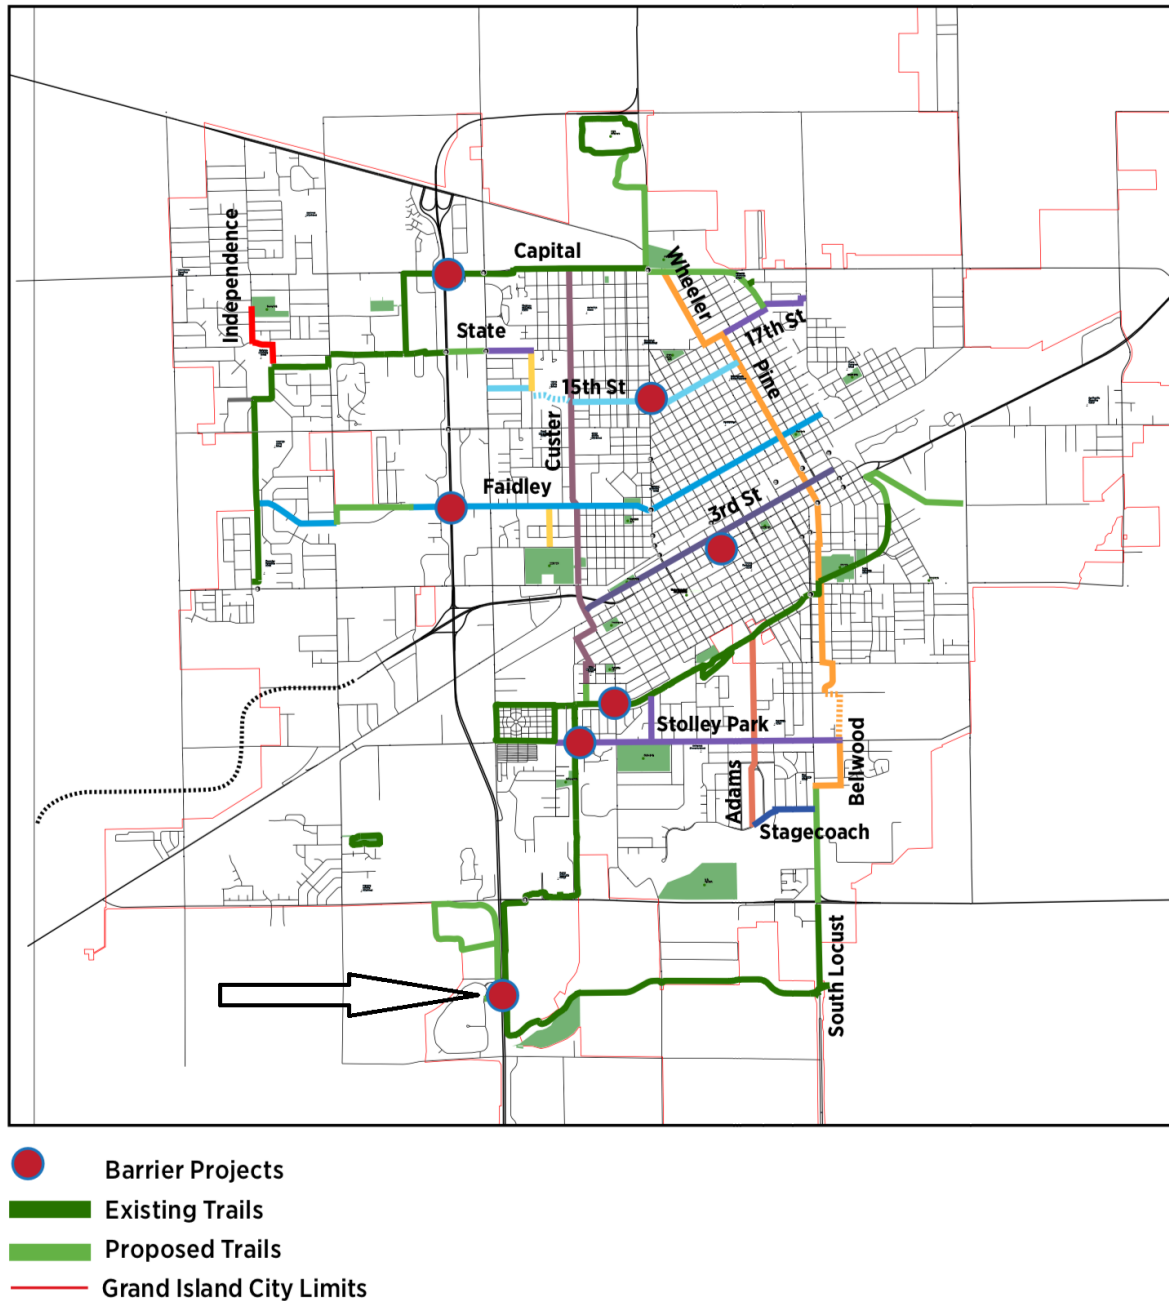 Capital
Wheeler
Independence
State
17th St
15th St
Pine
Custer
Faidley
3rd St
Stolley Park
Bellwood
Adams
Stagecoach
South Locust
Barrier Projects
Existing Trails
Proposed Trails
Grand Island City Limits